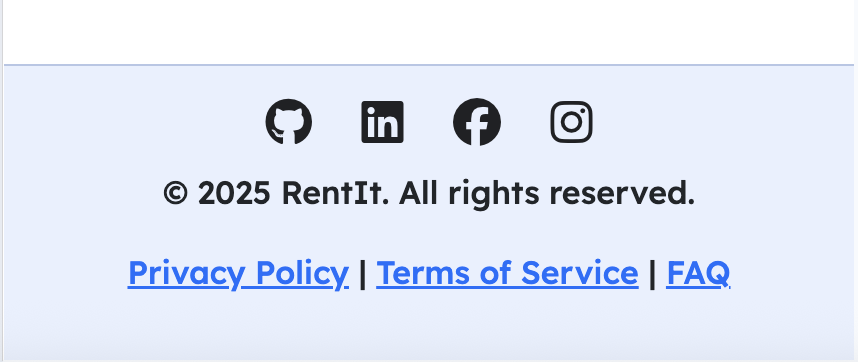 © 2025 RentIt. All rights reserved.
Privacy Policy | Terms of Service | FAQ